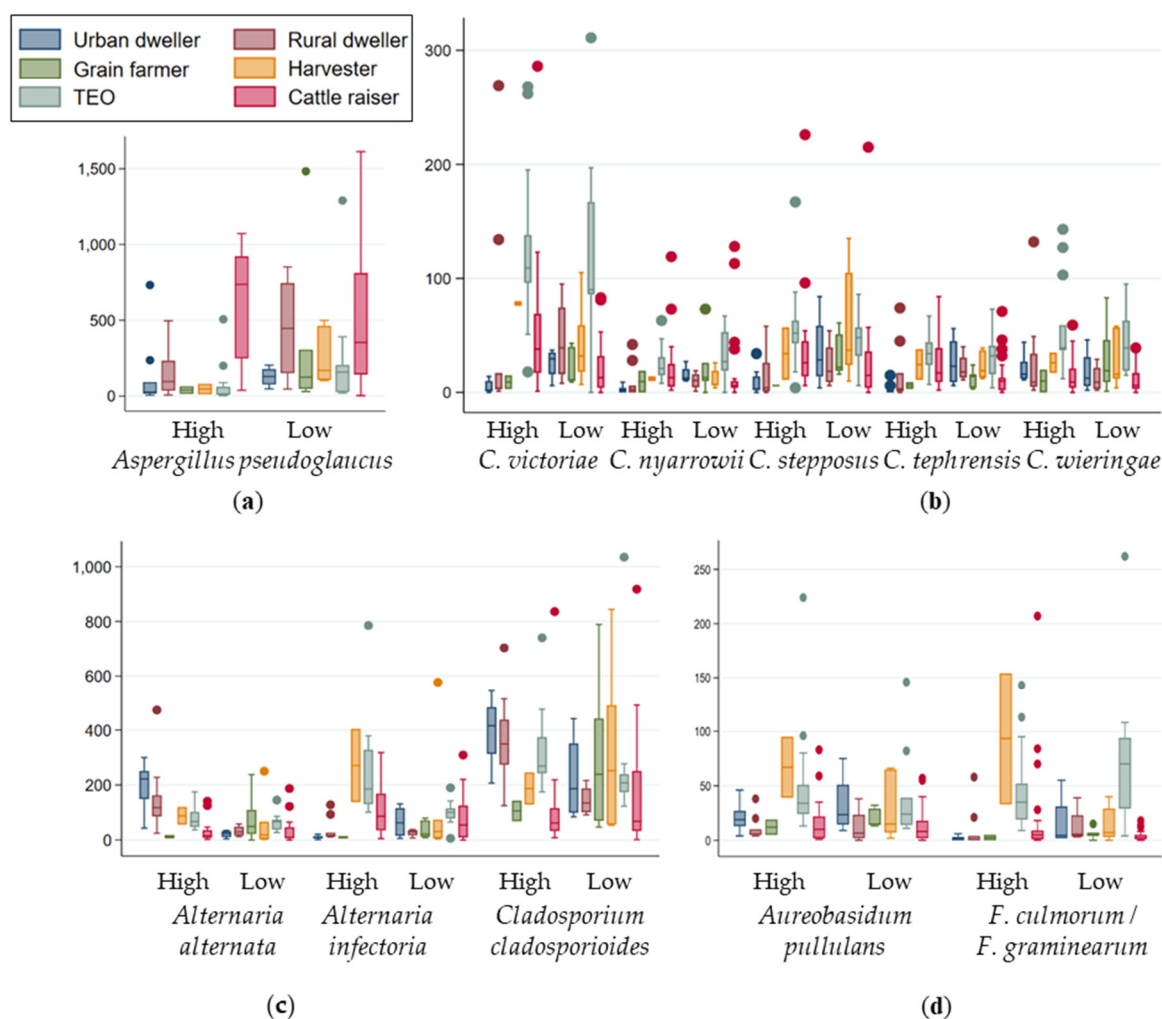 Urban dweller Rural dweller
Grain farmer Harvester
TEO Cattle raiser
1,500
1,000
500
0
High Low
Aspergillus pseudoglaucus
(a)
300
200
100
0
High Low High Low High Low High Low High Low
C. victoriae C. nyarrowii C. stepposus C. tephrensis C. wieringae
(b)
1,000
800
600
400
200
0
High Low High Low High Low
Alternaria Alternaria Cladosporium
alternata infectoria cladosporioides
(c)
250
200
150
100
50
0
High Low High Low
Aureobasidum F. culmorum /
pullulans F. graminearum
(d)